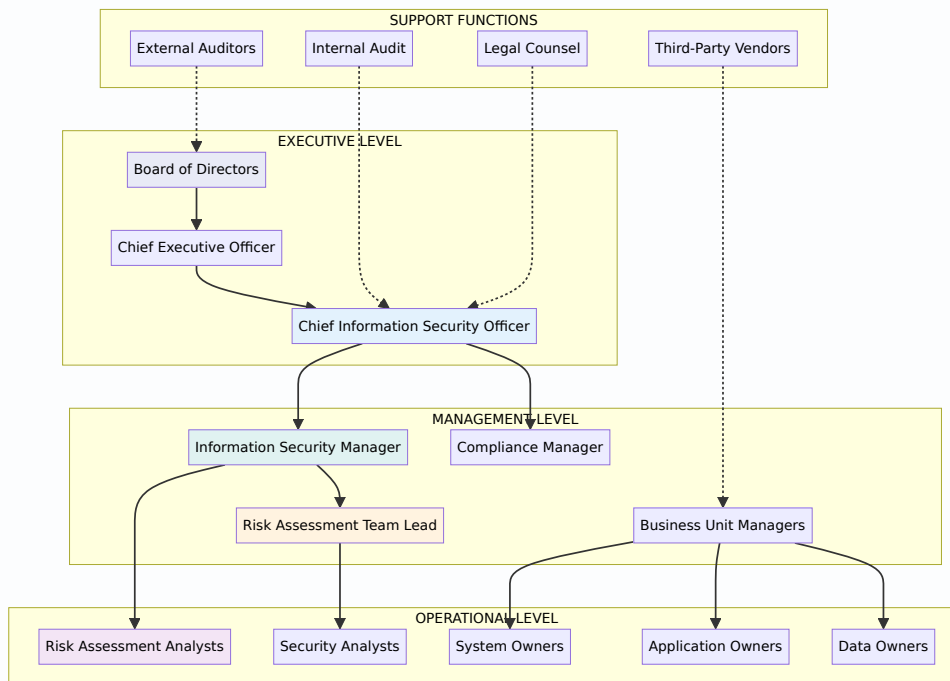 SUPPORT FUNCTIONS
External Auditors
Internal Audit
Legal Counsel
Third-Party Vendors
EXECUTIVE LEVEL
Board of Directors
Chief Executive Officer
Chief Information Security Officer
MANAGEMENT LEVEL
Information Security Manager
Compliance Manager
Risk Assessment Team Lead
Business Unit Managers
OPERATIONAL LEVEL
Risk Assessment Analysts
Security Analysts
System Owners
Application Owners
Data Owners